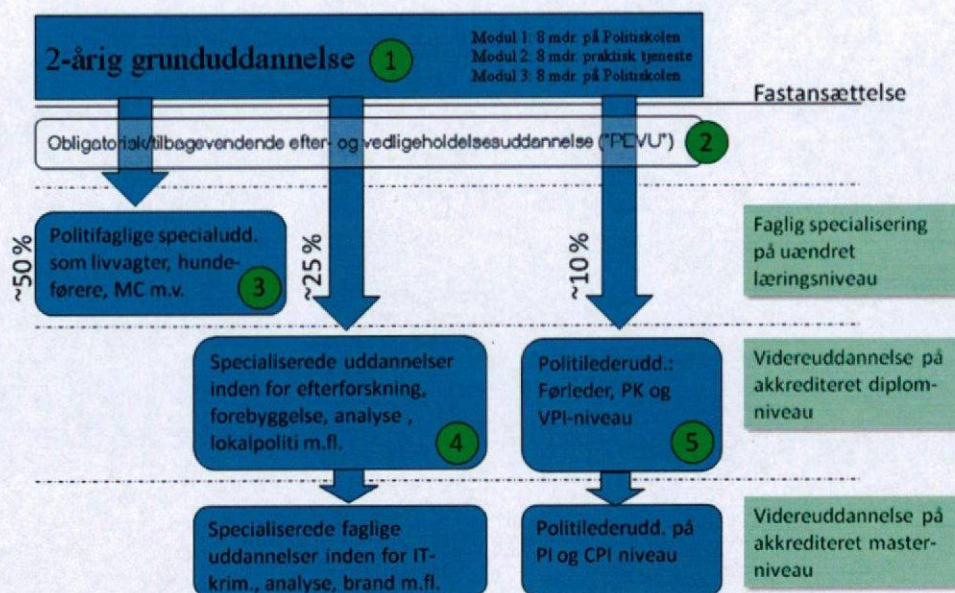 2-årig grunduddannelse
1
Modul 1: 8 mdr. på Politiskolen
Modul 2: 8 mdr. praktisk tjeneste
Modul 3: 8 mdr. på Politiskolen
Fastansættelse
Obligatorisk/tilbagevendende efter- og vedligeholdelsesuddannelse ("PEVU")
2
~50 %
Politifaglige specialudd.
som livvagter, hunde-
førere, MC m.v.
3
~25 %
~10 %
Faglig specialisering
på uændret
læringsniveau
Specialiserede uddannelser
inden for efterforskning,
forebyggelse, analyse ,
lokalpoliti m.fl.
4
Politilederudd.:
Førleder, PK og
VPI-niveau
5
Videreuddannelse på
akkrediteret diplom-
niveau
Specialiserede faglige
uddannelser inden for IT-
krim., analyse, brand m.fl.
Politilederudd. på
PI og CPI niveau
Videreuddannelse på
akkrediteret master-
niveau